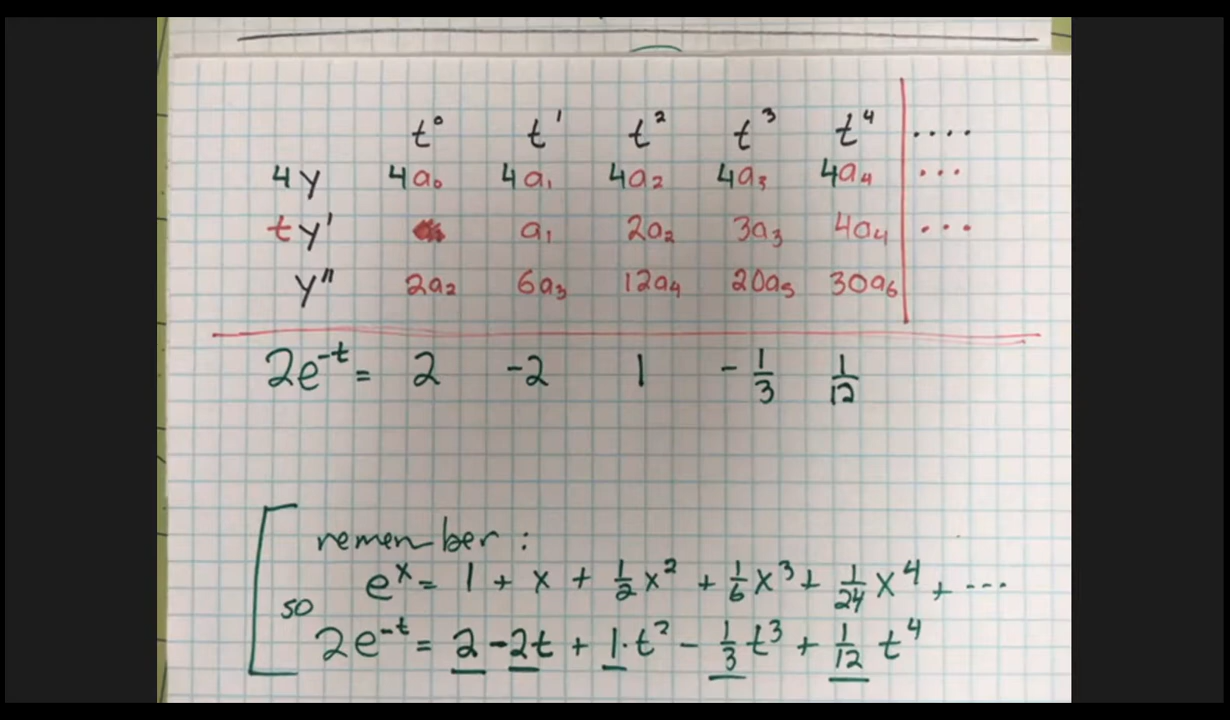 t⁰ t¹ t² t³ t⁴ ....
4y 4a₀ 4a₁ 4a₂ 4a₃ 4a₄ ...
ty' a₁ 2a₂ 3a₃ 4a₄ ...
y'' 2a₂ 6a₃ 12a₄ 20a₅ 30a₆
2e⁻ᵗ = 2 -2 1 -1/3 1/12
remember :
eˣ = 1 + x + 1/2 x² + 1/6 x³ + 1/24 x⁴ + ...
so
2e⁻ᵗ = 2 - 2t + 1·t² - 1/3 t³ + 1/12 t⁴